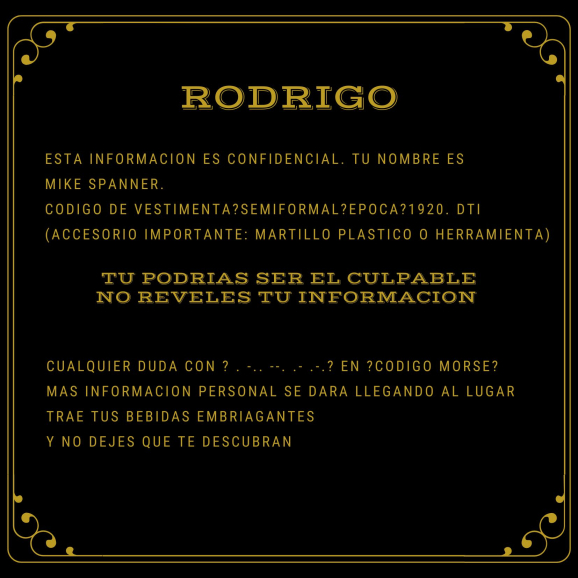 RODRIGO
ESTA INFORMACION ES CONFIDENCIAL. TU NOMBRE ES
MIKE SPANNER.
CODIGO DE VESTIMENTA?SEMIFORMAL?EPOCA?1920. DTI
(ACCESORIO IMPORTANTE: MARTILLO PLASTICO O HERRAMIENTA)
TU PODRIAS SER EL CULPABLE
NO REVELES TU INFORMACION
CUALQUIER DUDA CON ? . -.. --. .- .-.? EN ?CODIGO MORSE?
MAS INFORMACION PERSONAL SE DARA LLEGANDO AL LUGAR
TRAE TUS BEBIDAS EMBRIAGANTES
Y NO DEJES QUE TE DESCUBRAN